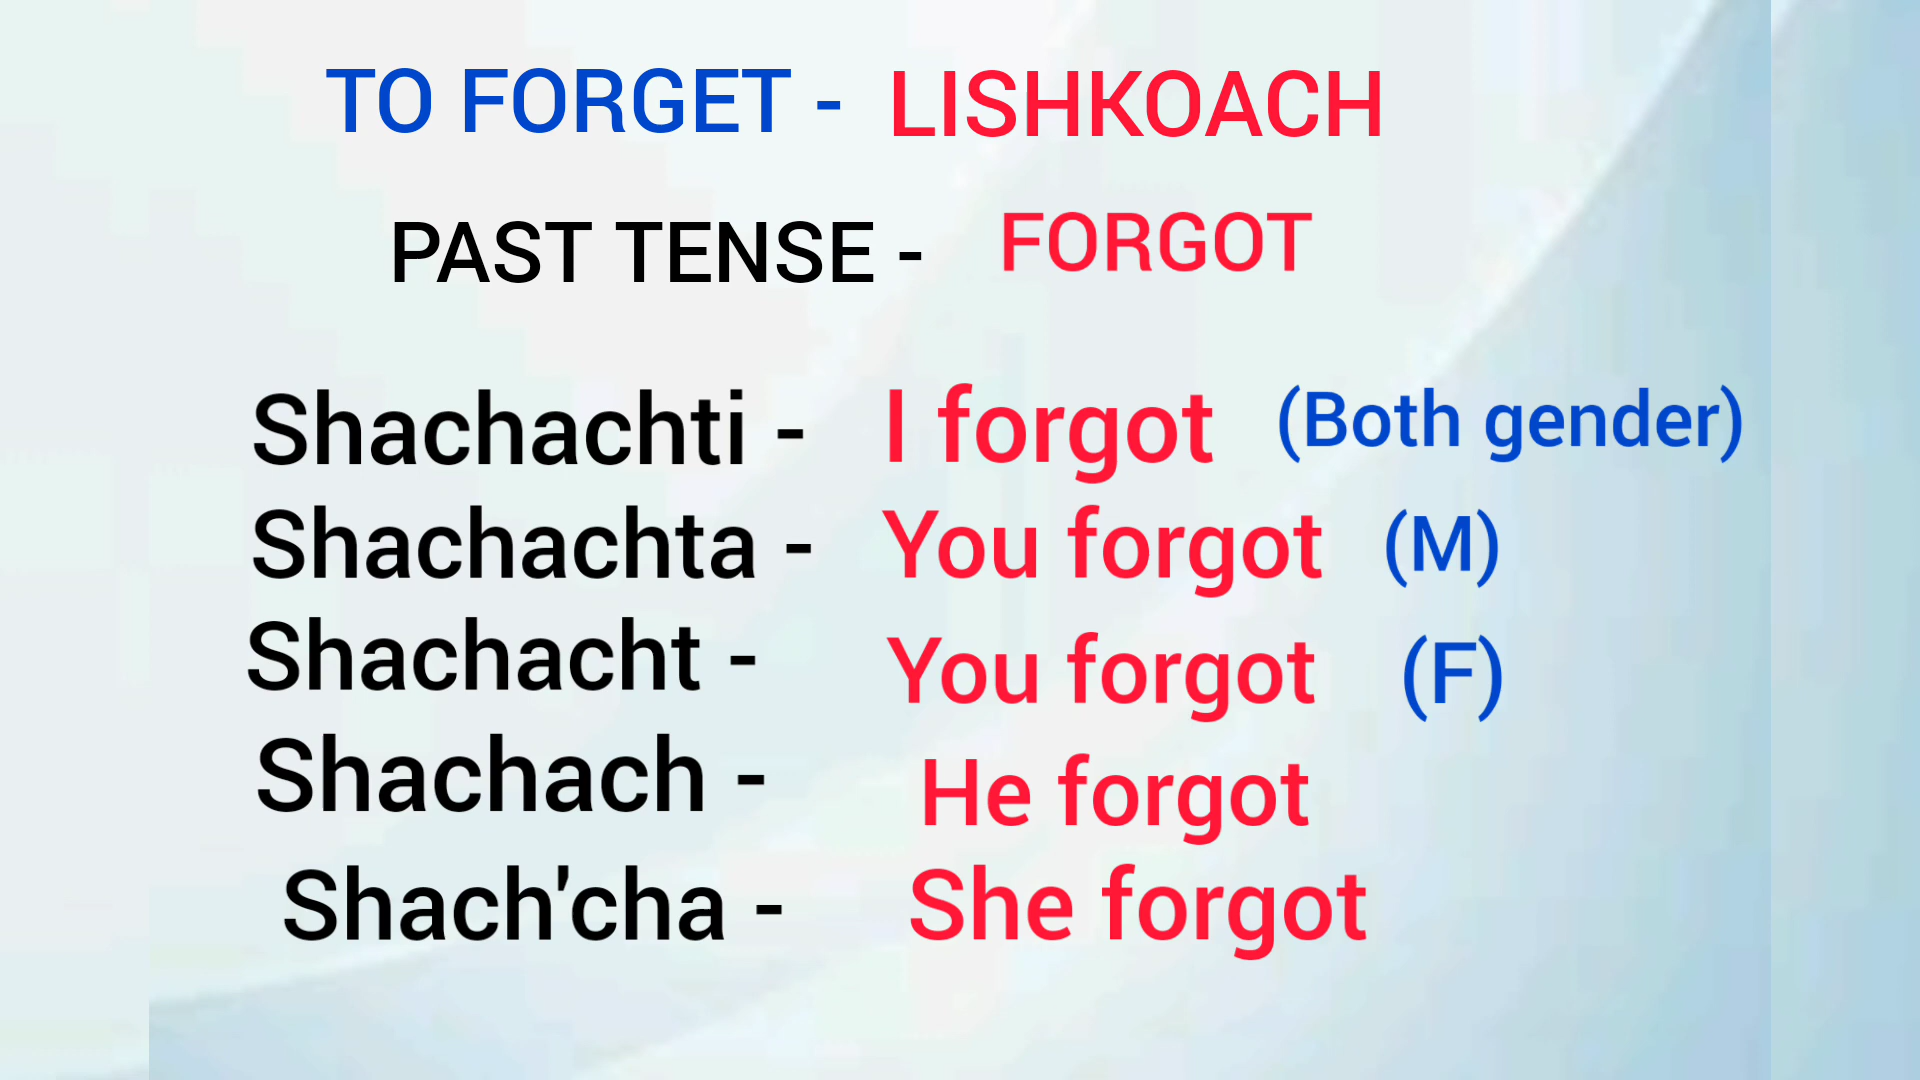 TO FORGET - LISHKOACH
PAST TENSE - FORGOT
Shachachti - I forgot (Both gender)
Shachachta - You forgot (M)
Shachacht - You forgot (F)
Shachach - He forgot
Shach'cha - She forgot